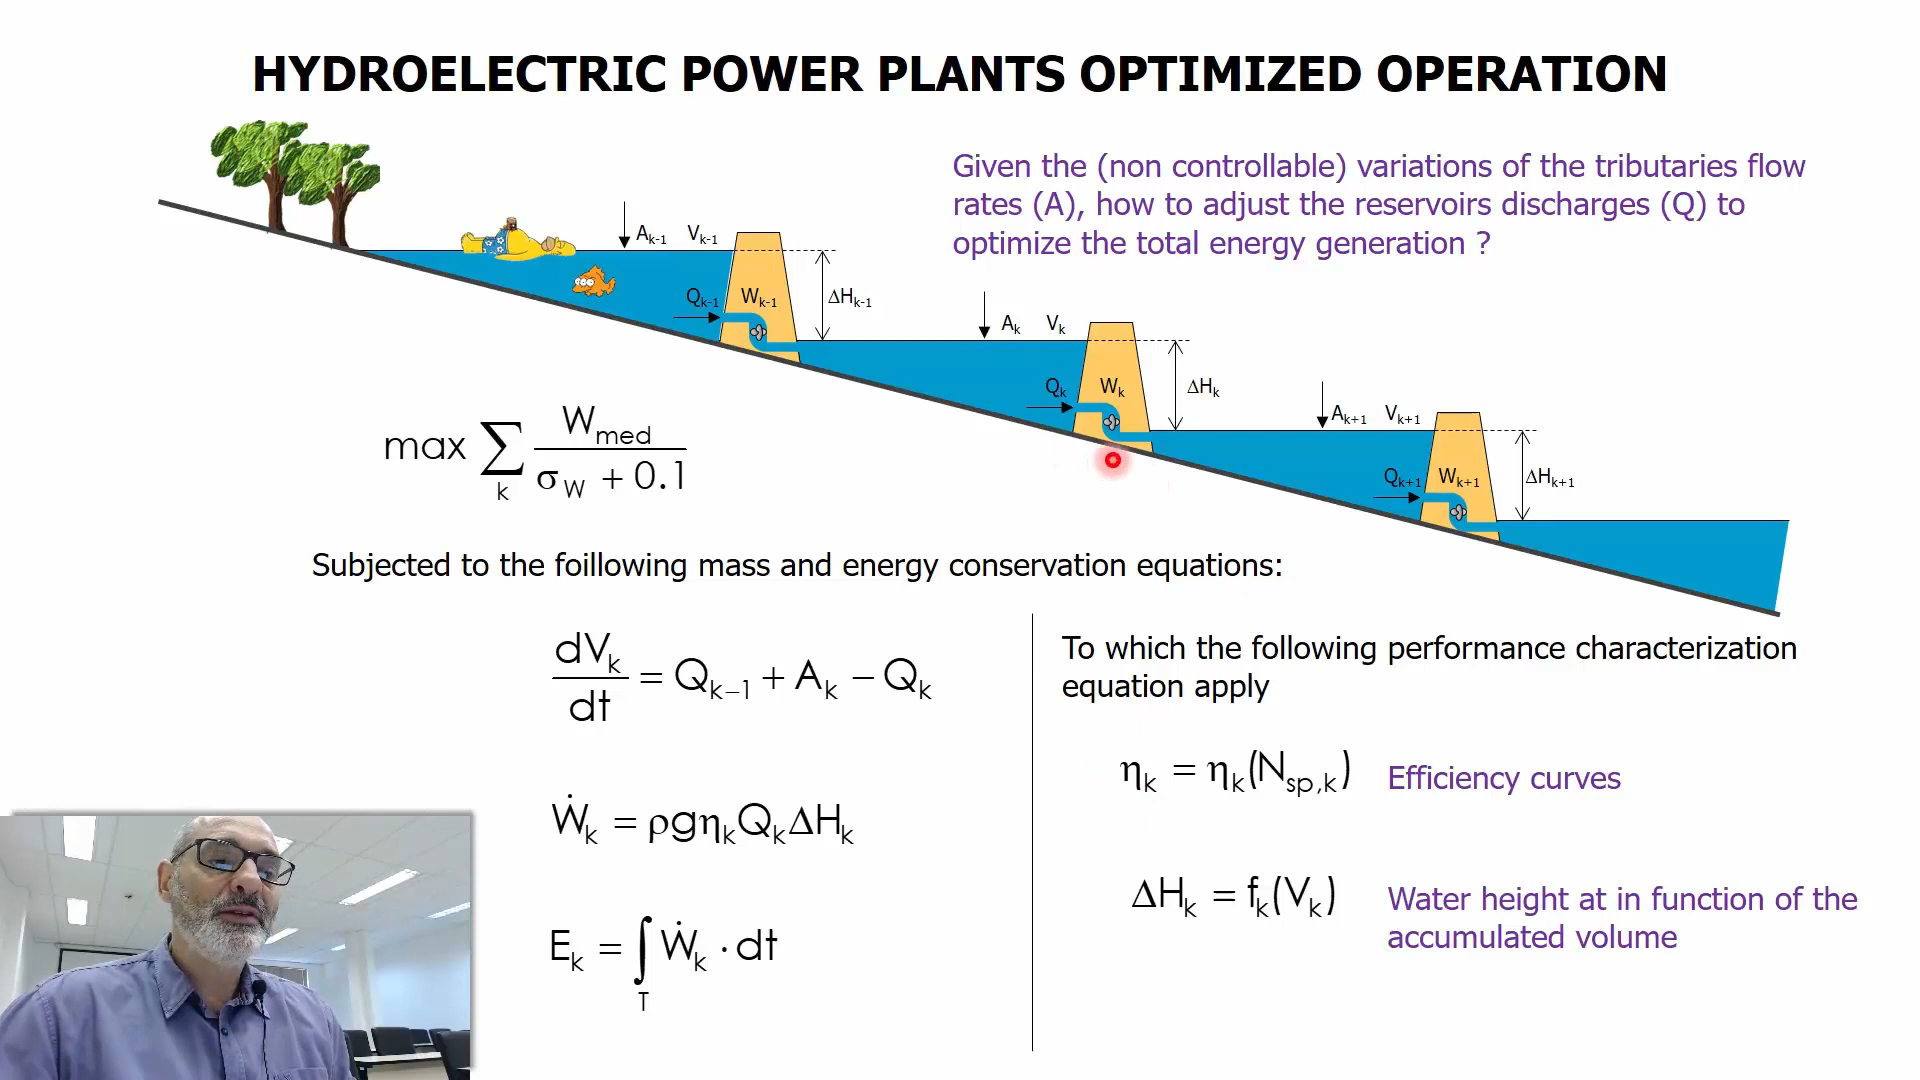 HYDROELECTRIC POWER PLANTS OPTIMIZED OPERATION
Given the (non controllable) variations of the tributaries flow
rates (A), how to adjust the reservoirs discharges (Q) to
optimize the total energy generation ?
Aₖ₋₁ Vₖ₋₁
Qₖ₋₁ Wₖ₋₁ ΔHₖ₋₁
Aₖ Vₖ
Qₖ Wₖ ΔHₖ
Aₖ₊₁ Vₖ₊₁
Qₖ₊₁ Wₖ₊₁ ΔHₖ₊₁
max ∑_k W_med / (σ_W + 0.1)
Subjected to the foillowing mass and energy conservation equations:
dVₖ/dt = Qₖ₋₁ + Aₖ − Qₖ
Ẇₖ = ρgηₖQₖΔHₖ
Eₖ = ∫_T Ẇₖ · dt
To which the following performance characterization
equation apply
ηₖ = ηₖ(N_sp,k) Efficiency curves
ΔHₖ = fₖ(Vₖ) Water height at in function of the
accumulated volume